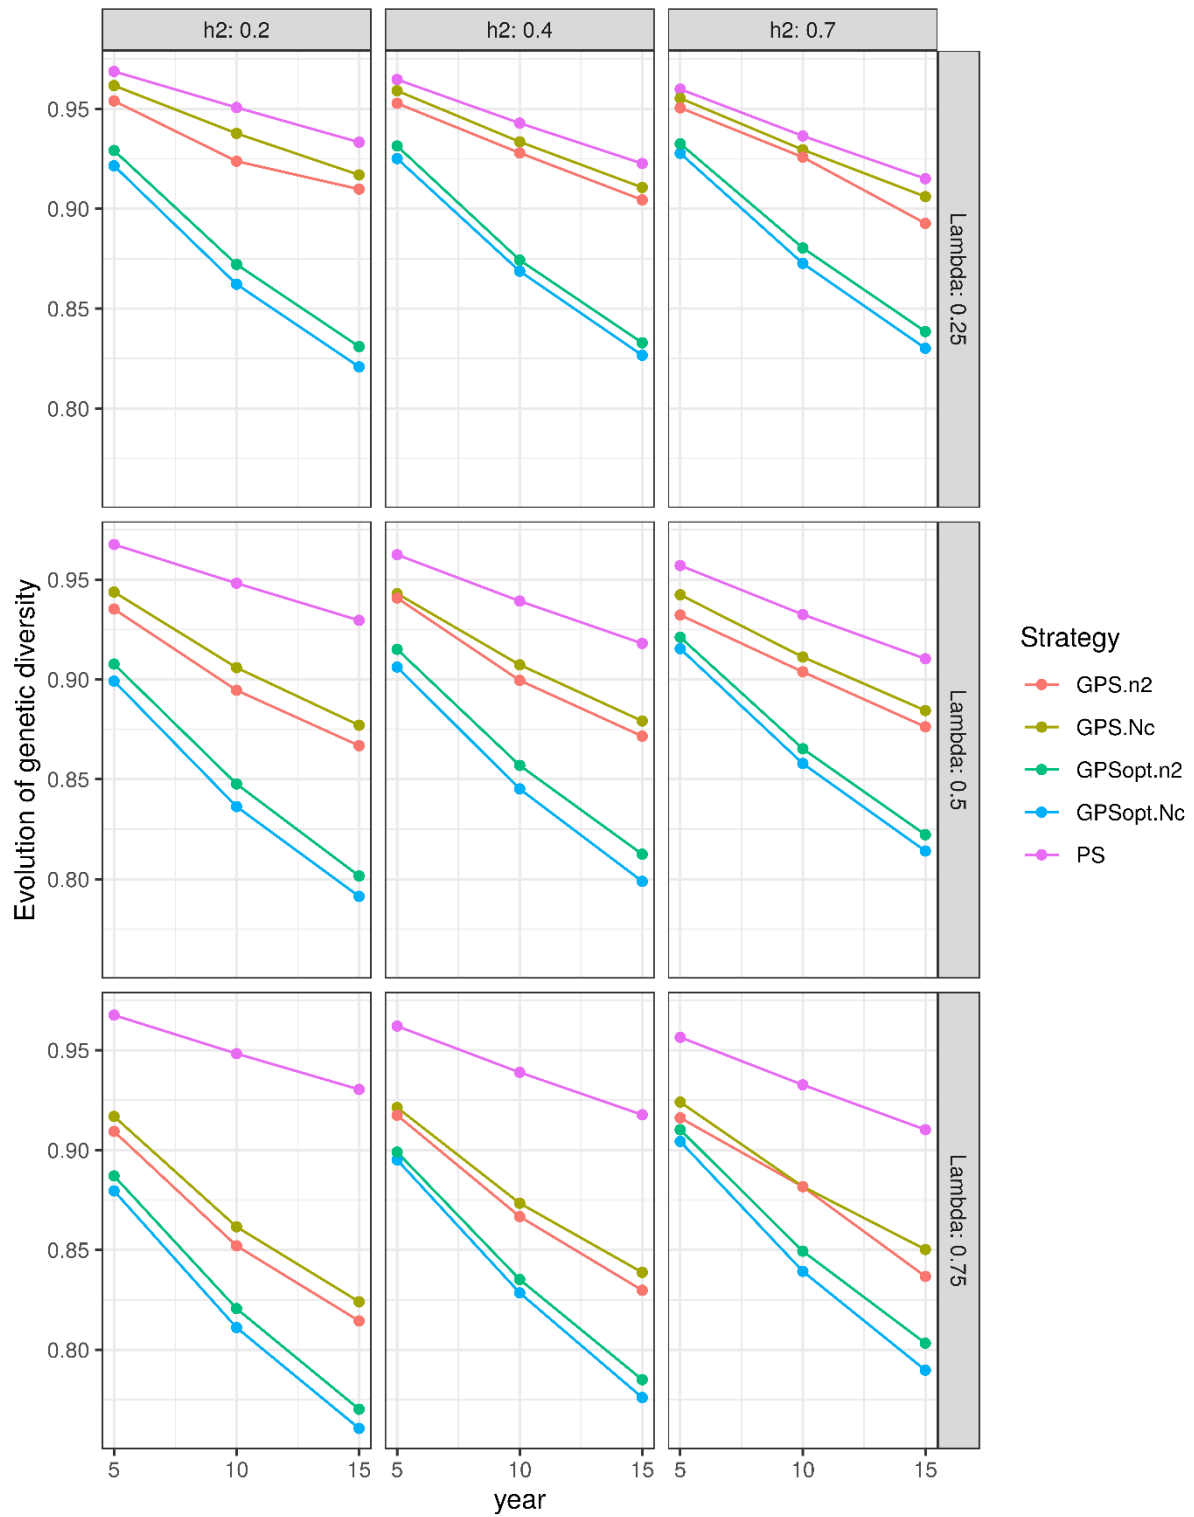 h2: 0.2
h2: 0.4
h2: 0.7
0.95
0.90
0.85
0.80
Lambda: 0.25
Evolution of genetic diversity
0.95
0.90
0.85
0.80
Lambda: 0.5
0.95
0.90
0.85
0.80
Lambda: 0.75
5 10 15
5 10 15
5 10 15
year
Strategy
GPS.n2
GPS.Nc
GPSopt.n2
GPSopt.Nc
PS